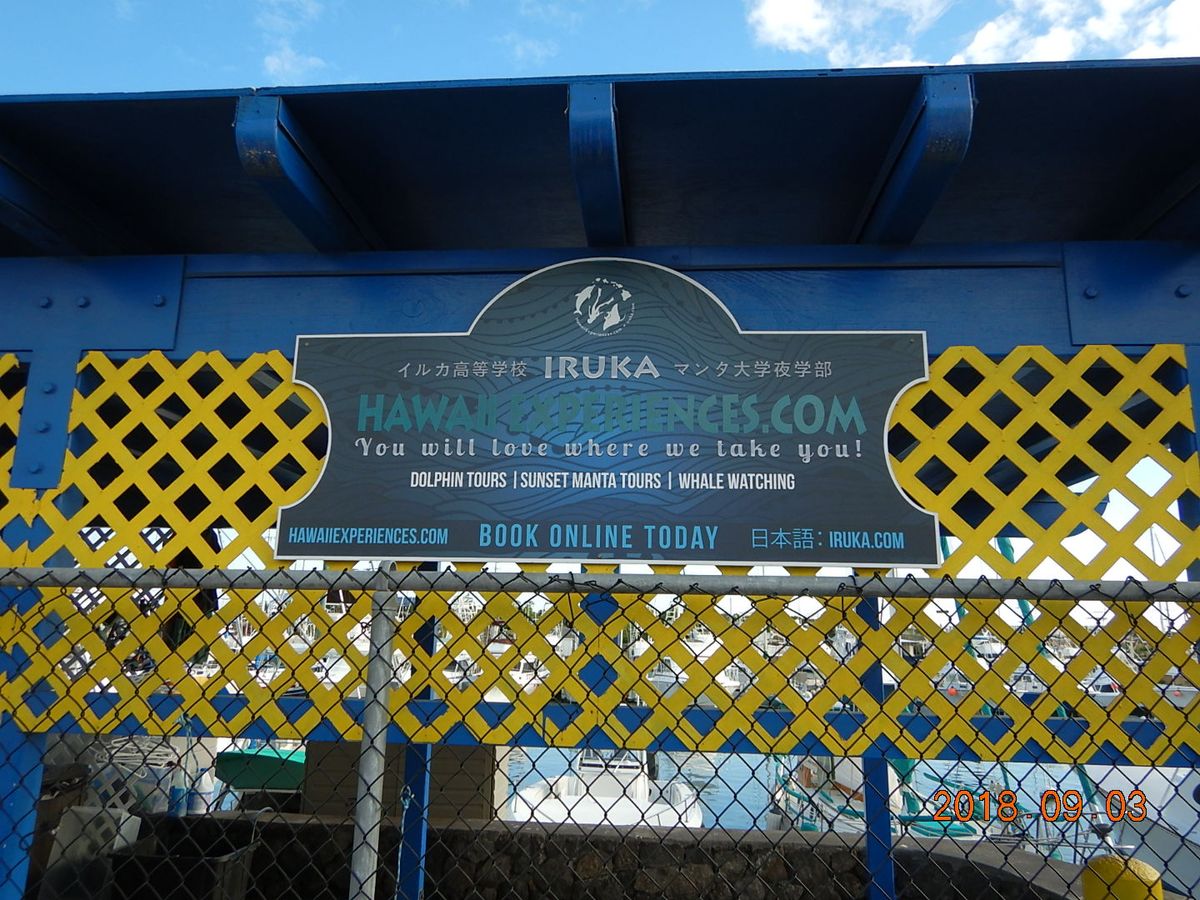 イルカ高等学校 IRUKA マンタ大学夜学部
HAWAII EXPERIENCES.COM
You will love where we take you!
DOLPHIN TOURS | SUNSET MANTA TOURS | WHALE WATCHING
HAWAIIEXPERIENCES.COM BOOK ONLINE TODAY 日本語: IRUKA.COM
2018.09.03